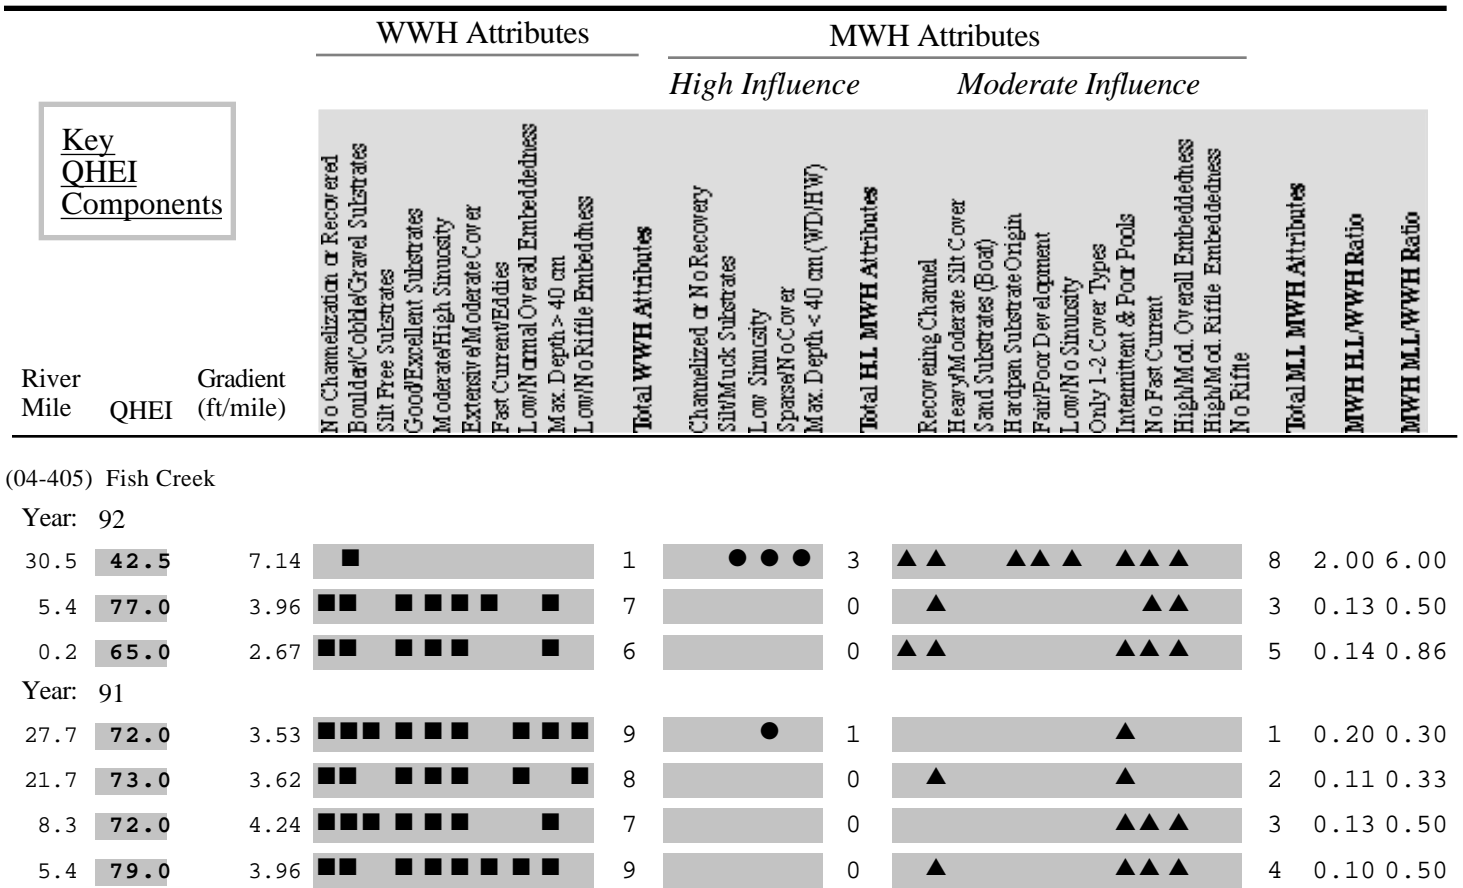 WWH Attributes
MWH Attributes
High Influence
Moderate Influence
Key
QHEI
Components
River
Mile
QHEI
Gradient
(ft/mile)
No Channelization or Recovered
Boulder/Cobble/Gravel Substrates
Silt Free Substrates
Good/Excellent Substrates
Moderate/High Sinuosity
Extensive/Moderate Cover
Fast Current/Eddies
Low/Normal Overall Embeddedness
Max. Depth > 40 cm
Low/No Riffle Embeddness
Total WWH Attributes
Channelized or No Recovery
Silt/Muck Substrates
Low Sinuosity
Sparse/No Cover
Max. Depth < 40 cm (WD/HW)
Total H.I. MWH Attributes
Recovering Channel
Heavy/Moderate Silt Cover
Sand Substrates (Boat)
Hardpan Substrate Origin
Fair/Poor Development
Low/No Sinuosity
Only 1-2 Cover Types
Intermittent & Poor Pools
No Fast Current
High/Mod. Overall Embeddedness
High/Mod. Riffle Embeddedness
No Riffle
Total M.I. MWH Attributes
MWH H.I./WWH Ratio
MWH M.I./WWH Ratio
(04-405) Fish Creek
Year: 92
30.5 42.5 7.14 ■ 1 ● ● ● 3 ▲ ▲ ▲ ▲ ▲ ▲ ▲ ▲ 8 2.00 6.00
5.4 77.0 3.96 ■ ■ ■ ■ ■ ■ ■ 7 0 ▲ ▲ ▲ 3 0.13 0.50
0.2 65.0 2.67 ■ ■ ■ ■ ■ ■ 6 0 ▲ ▲ ▲ ▲ ▲ 5 0.14 0.86
Year: 91
27.7 72.0 3.53 ■ ■ ■ ■ ■ ■ ■ ■ ■ 9 ● 1 ▲ 1 0.20 0.30
21.7 73.0 3.62 ■ ■ ■ ■ ■ ■ ■ 8 0 ▲ ▲ 2 0.11 0.33
8.3 72.0 4.24 ■ ■ ■ ■ ■ ■ ■ 7 0 ▲ ▲ ▲ 3 0.13 0.50
5.4 79.0 3.96 ■ ■ ■ ■ ■ ■ ■ ■ 9 0 ▲ ▲ ▲ ▲ 4 0.10 0.50